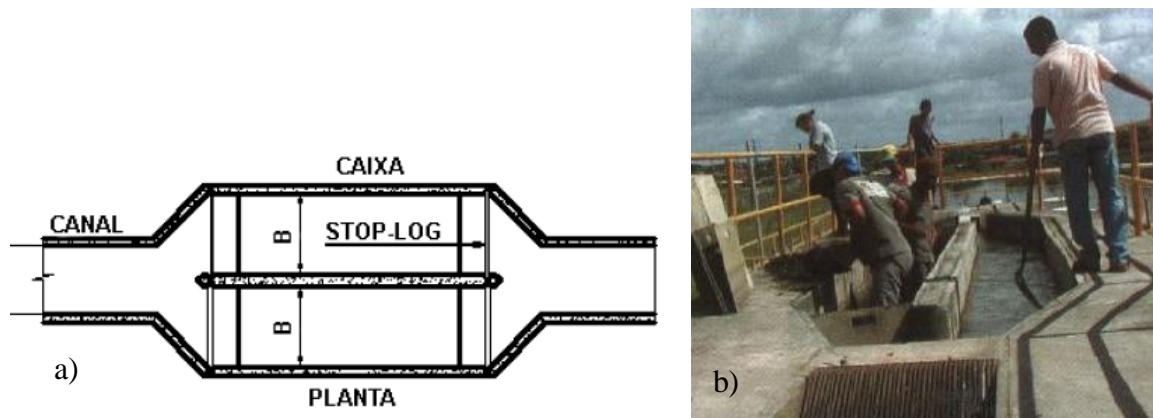 CAIXA
CANAL
B
STOP-LOG
B
a)
PLANTA
b)